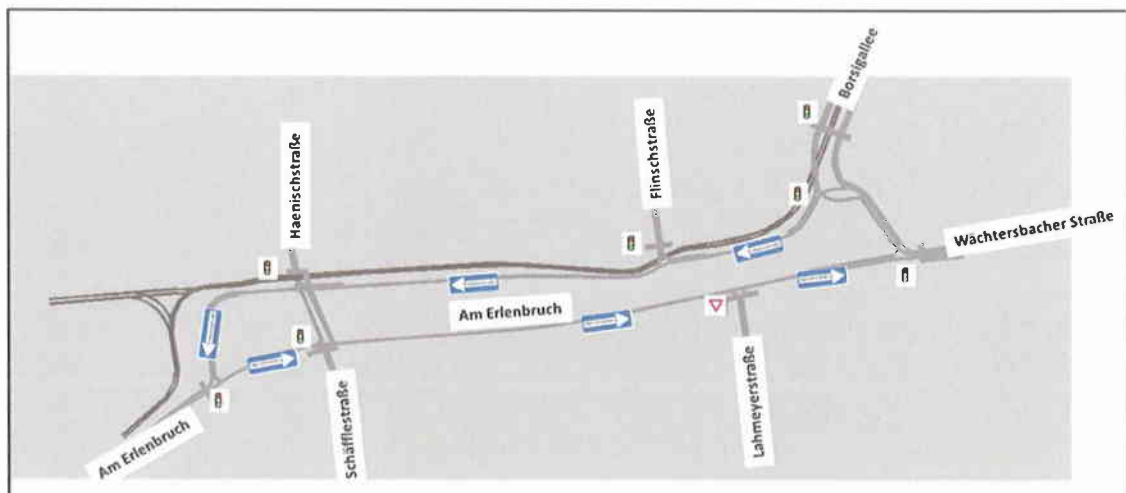 Borsigallee
Haenischstraße
Flinschstraße
Wächtersbacher Straße
Am Erlenbruch
Am Erlenbruch
Schäfflestraße
Lahmeyerstraße